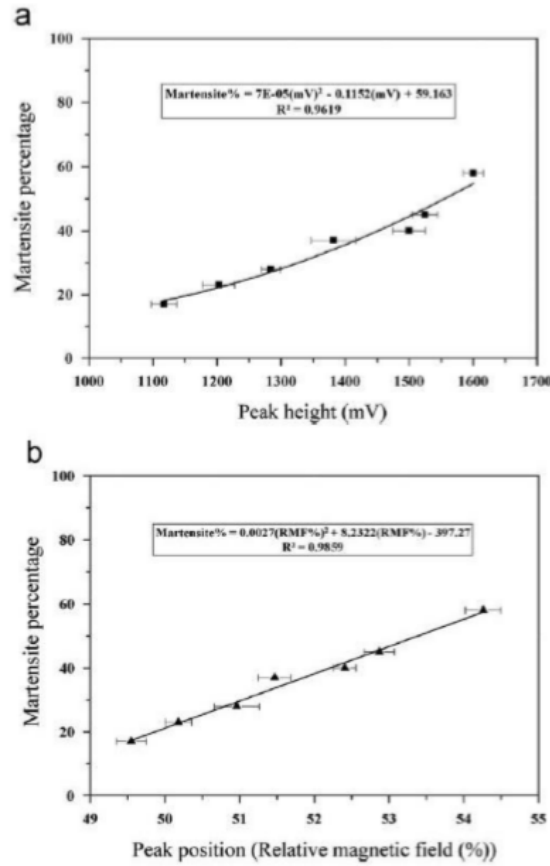 a
100
80
60
40
20
0
Martensite percentage
Martensite% = 7E-05(mV)² - 0.1152(mV) + 59.163
R² = 0.9619
1000 1100 1200 1300 1400 1500 1600 1700
Peak height (mV)
b
100
80
60
40
20
0
Martensite percentage
Martensite% = 0.0027(RMF%)² + 8.2322(RMF%) - 397.27
R² = 0.9859
49 50 51 52 53 54 55
Peak position (Relative magnetic field (%))